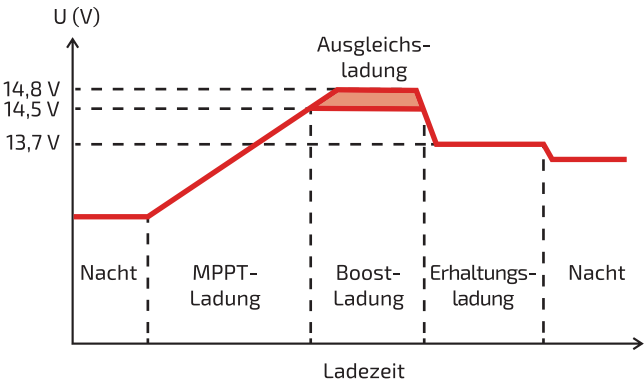 U (V)
Ausgleichs-
ladung
14,8 V
14,5 V
13,7 V
Nacht
MPPT-
Ladung
Boost-
Ladung
Erhaltungs-
ladung
Nacht
Ladezeit